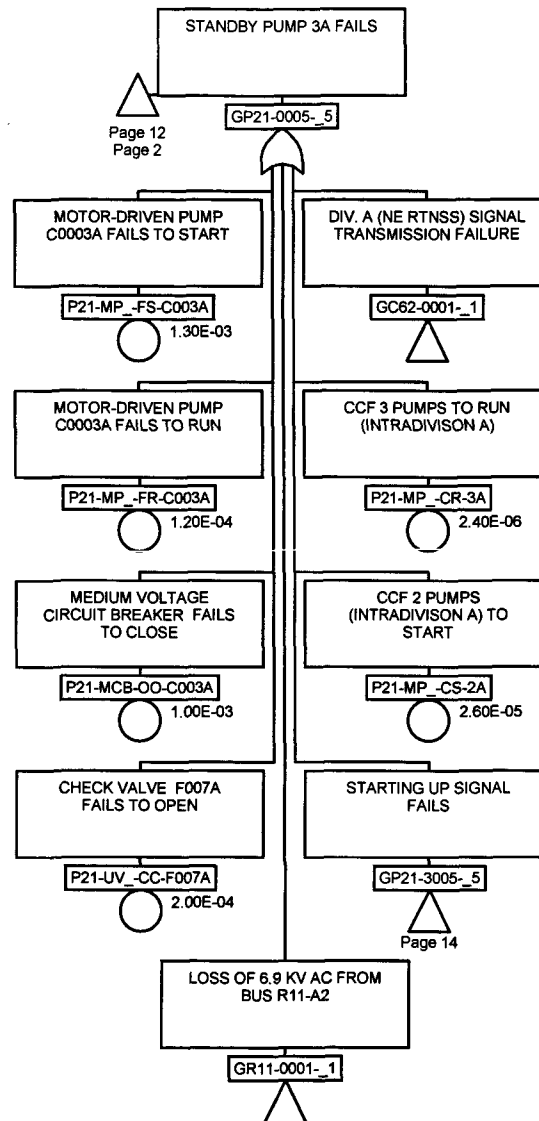 STANDBY PUMP 3A FAILS
Page 12
Page 2
GP21-0005-_5
MOTOR-DRIVEN PUMP
C0003A FAILS TO START
P21-MP_-FS-C003A
1.30E-03
DIV. A (NE RTNSS) SIGNAL
TRANSMISSION FAILURE
GC62-0001-_1
MOTOR-DRIVEN PUMP
C0003A FAILS TO RUN
P21-MP_-FR-C003A
1.20E-04
CCF 3 PUMPS TO RUN
(INTRADIVISON A)
P21-MP_-CR-3A
2.40E-06
MEDIUM VOLTAGE
CIRCUIT BREAKER FAILS
TO CLOSE
P21-MCB-OO-C003A
1.00E-03
CCF 2 PUMPS
(INTRADIVISON A) TO
START
P21-MP_-CS-2A
2.60E-05
CHECK VALVE F007A
FAILS TO OPEN
P21-UV_-CC-F007A
2.00E-04
STARTING UP SIGNAL
FAILS
GP21-3005-_5
Page 14
LOSS OF 6.9 KV AC FROM
BUS R11-A2
GR11-0001-_1